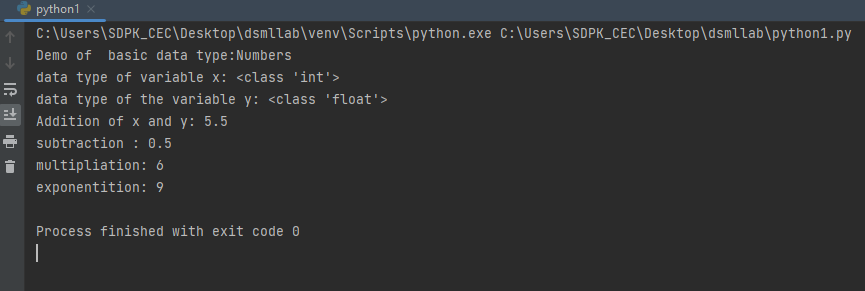 python1
C:\Users\SDPK_CEC\Desktop\dsmllab\venv\Scripts\python.exe C:\Users\SDPK_CEC\Desktop\dsmllab\python1.py
Demo of  basic data type:Numbers
data type of variable x: <class 'int'>
data type of the variable y: <class 'float'>
Addition of x and y: 5.5
subtraction : 0.5
multipliation: 6
exponentition: 9
Process finished with exit code 0